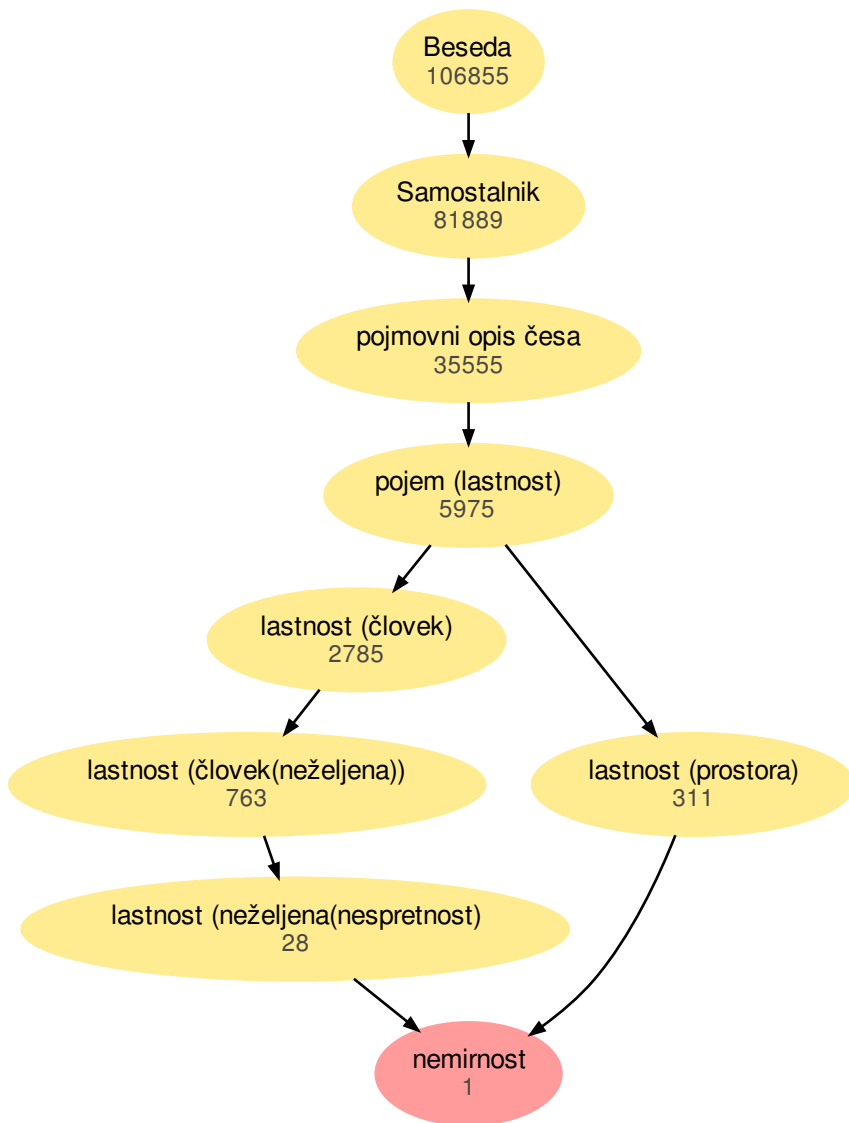 Beseda
106855
Samostalnik
81889
pojmovni opis česa
35555
pojem (lastnost)
5975
lastnost (človek)
2785
lastnost (človek(neželjena))
763
lastnost (prostora)
311
lastnost (neželjena(nespretnost)
28
nemirnost
1